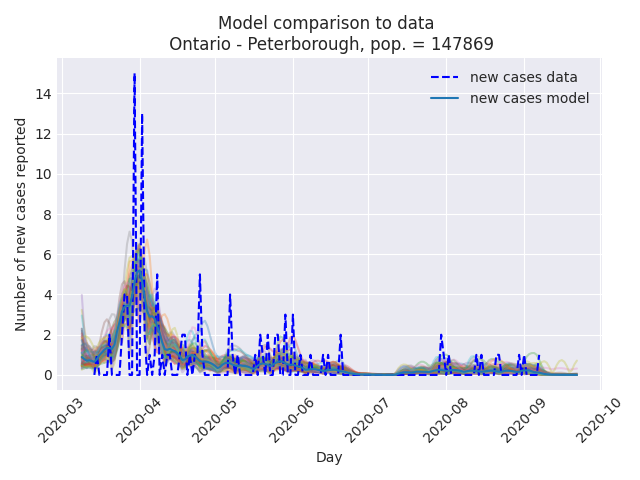 Model comparison to data
Ontario - Peterborough, pop. = 147869
new cases data
new cases model
Number of new cases reported
14
12
10
8
6
4
2
0
2020-03
2020-04
2020-05
2020-06
2020-07
2020-08
2020-09
2020-10
Day